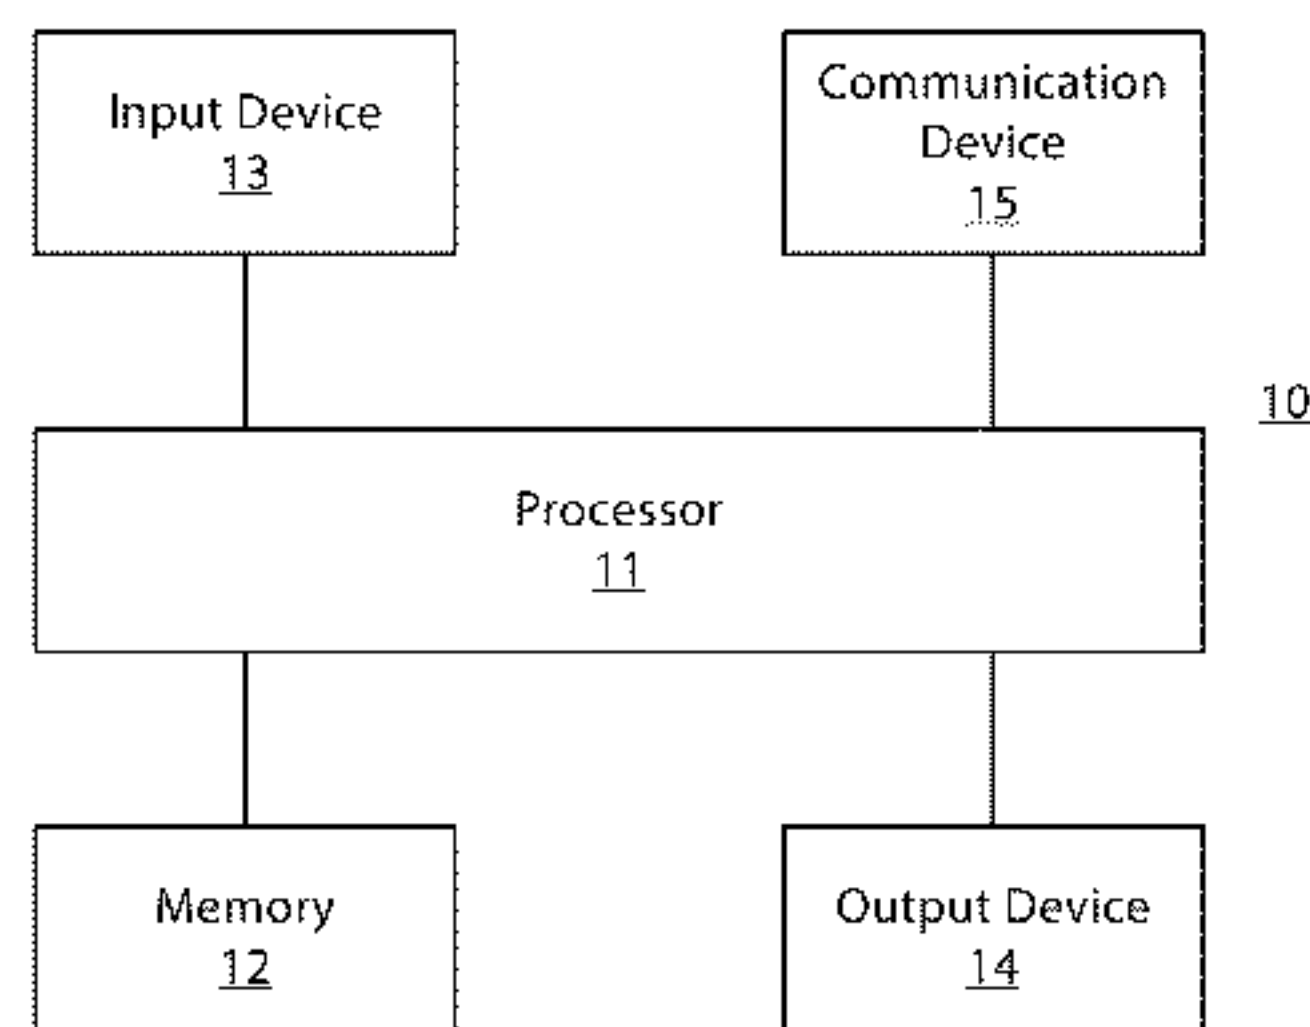 Input Device
13
Communication
Device
15
10
Processor
11
Memory
12
Output Device
14